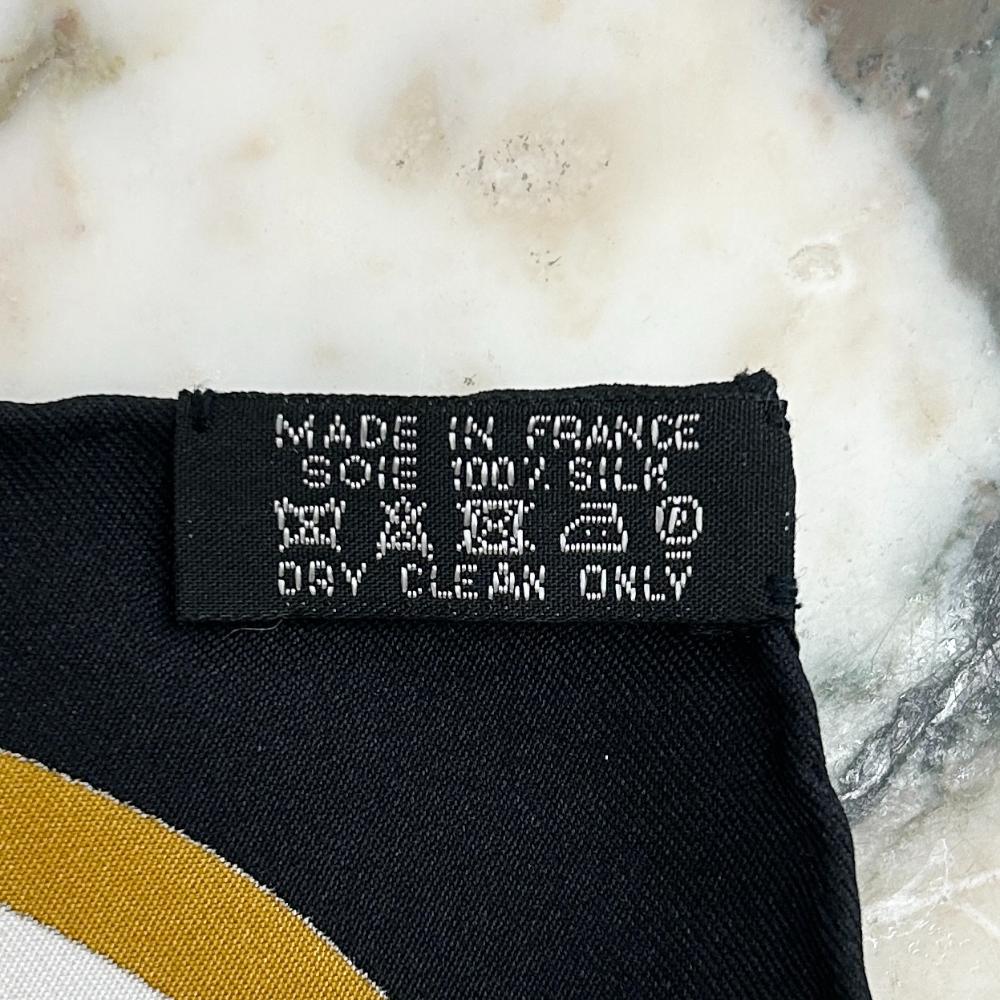 MADE IN FRANCE
SOIE 100% SILK
P
DRY CLEAN ONLY